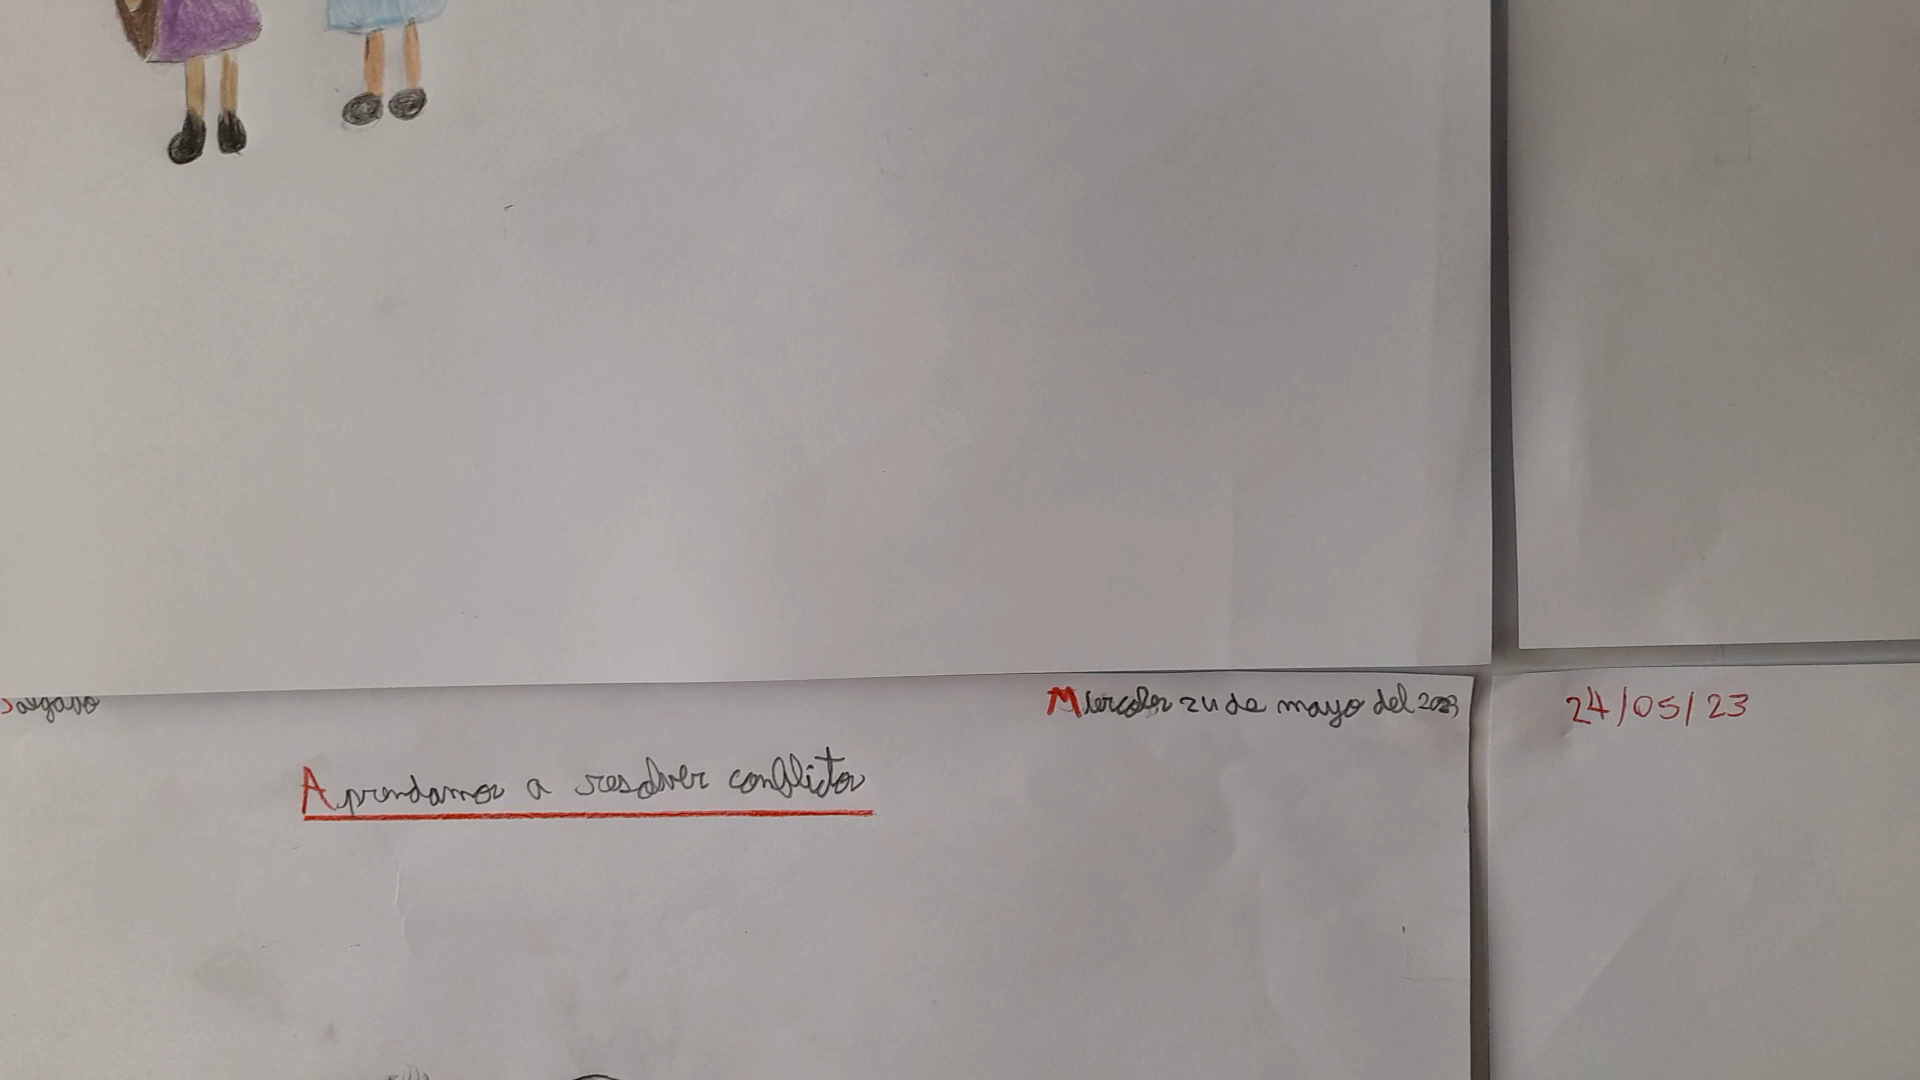 Miercoles 24 de mayo del 2023
24/05/23
Aprendamos a resolver conflictos